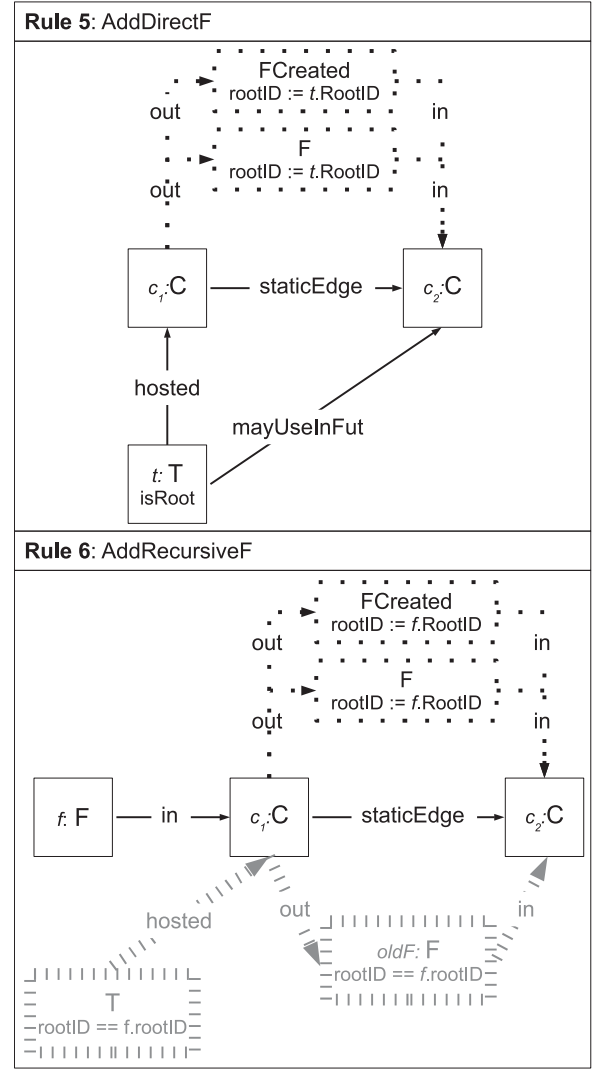 Rule 5: AddDirectF
FCreated
rootID := t.RootID
out
in
F
rootID := t.RootID
out
in
c₁:C
staticEdge
c₂:C
hosted
mayUseInFut
t: T
isRoot
Rule 6: AddRecursiveF
FCreated
rootID := f.RootID
out
in
F
rootID := f.RootID
out
in
f: F
in
c₁:C
staticEdge
c₂:C
hosted
out
in
oldF: F
rootID == f.rootID
T
rootID == f.rootID